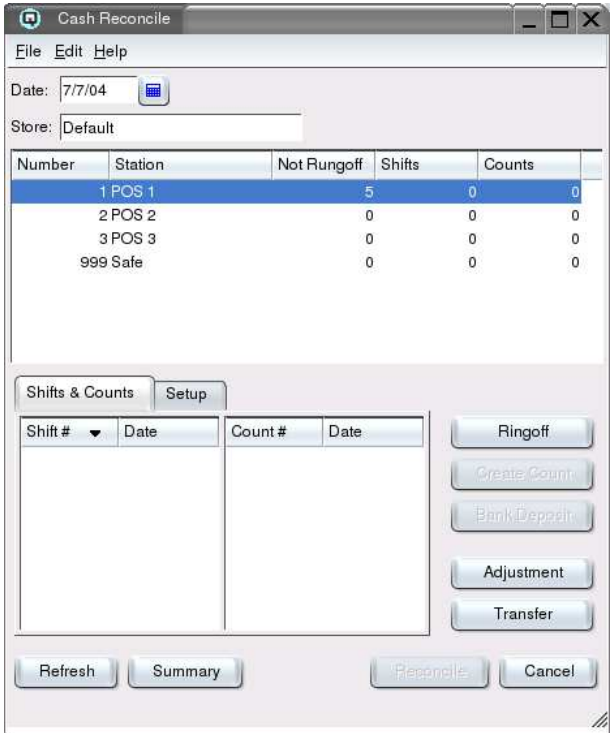 Cash Reconcile
File Edit Help
Date: 7/7/04
Store: Default
Number Station Not Rungoff Shifts Counts
1 POS 1 5 0 0
2 POS 2 0 0 0
3 POS 3 0 0 0
999 Safe 0 0 0
Shifts & Counts Setup
Shift # Date Count # Date
Ringoff
Create Count
Bank Deposit
Adjustment
Transfer
Refresh Summary Reconcile Cancel